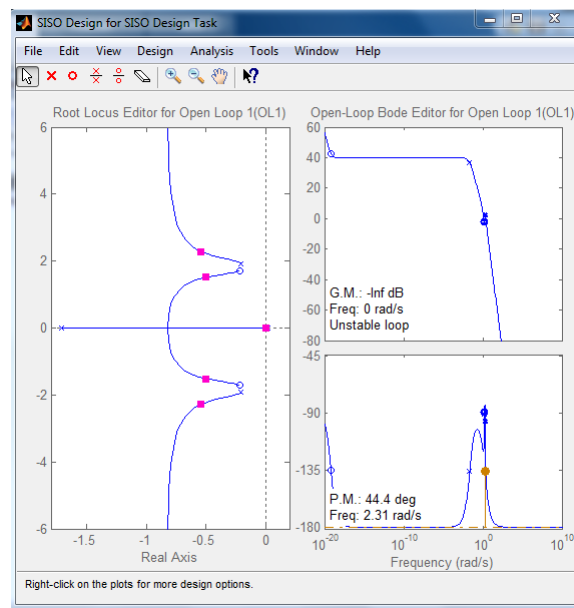 SISO Design for SISO Design Task
File Edit View Design Analysis Tools Window Help
Root Locus Editor for Open Loop 1(OL1)
6
4
2
0
-2
-4
-6
-1.5 -1 -0.5 0
Real Axis
Open-Loop Bode Editor for Open Loop 1(OL1)
60
40
20
0
-20
-40
-60
-80
G.M.: -Inf dB
Freq: 0 rad/s
Unstable loop
-45
-90
-135
-180
P.M.: 44.4 deg
Freq: 2.31 rad/s
10^-20 10^-10 10^0 10^10
Frequency (rad/s)
Right-click on the plots for more design options.